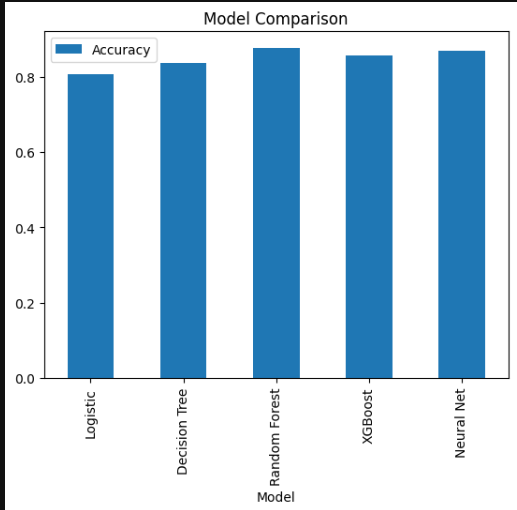 Model Comparison
Accuracy
0.8
0.6
0.4
0.2
0.0
Logistic
Decision Tree
Random Forest
XGBoost
Neural Net
Model